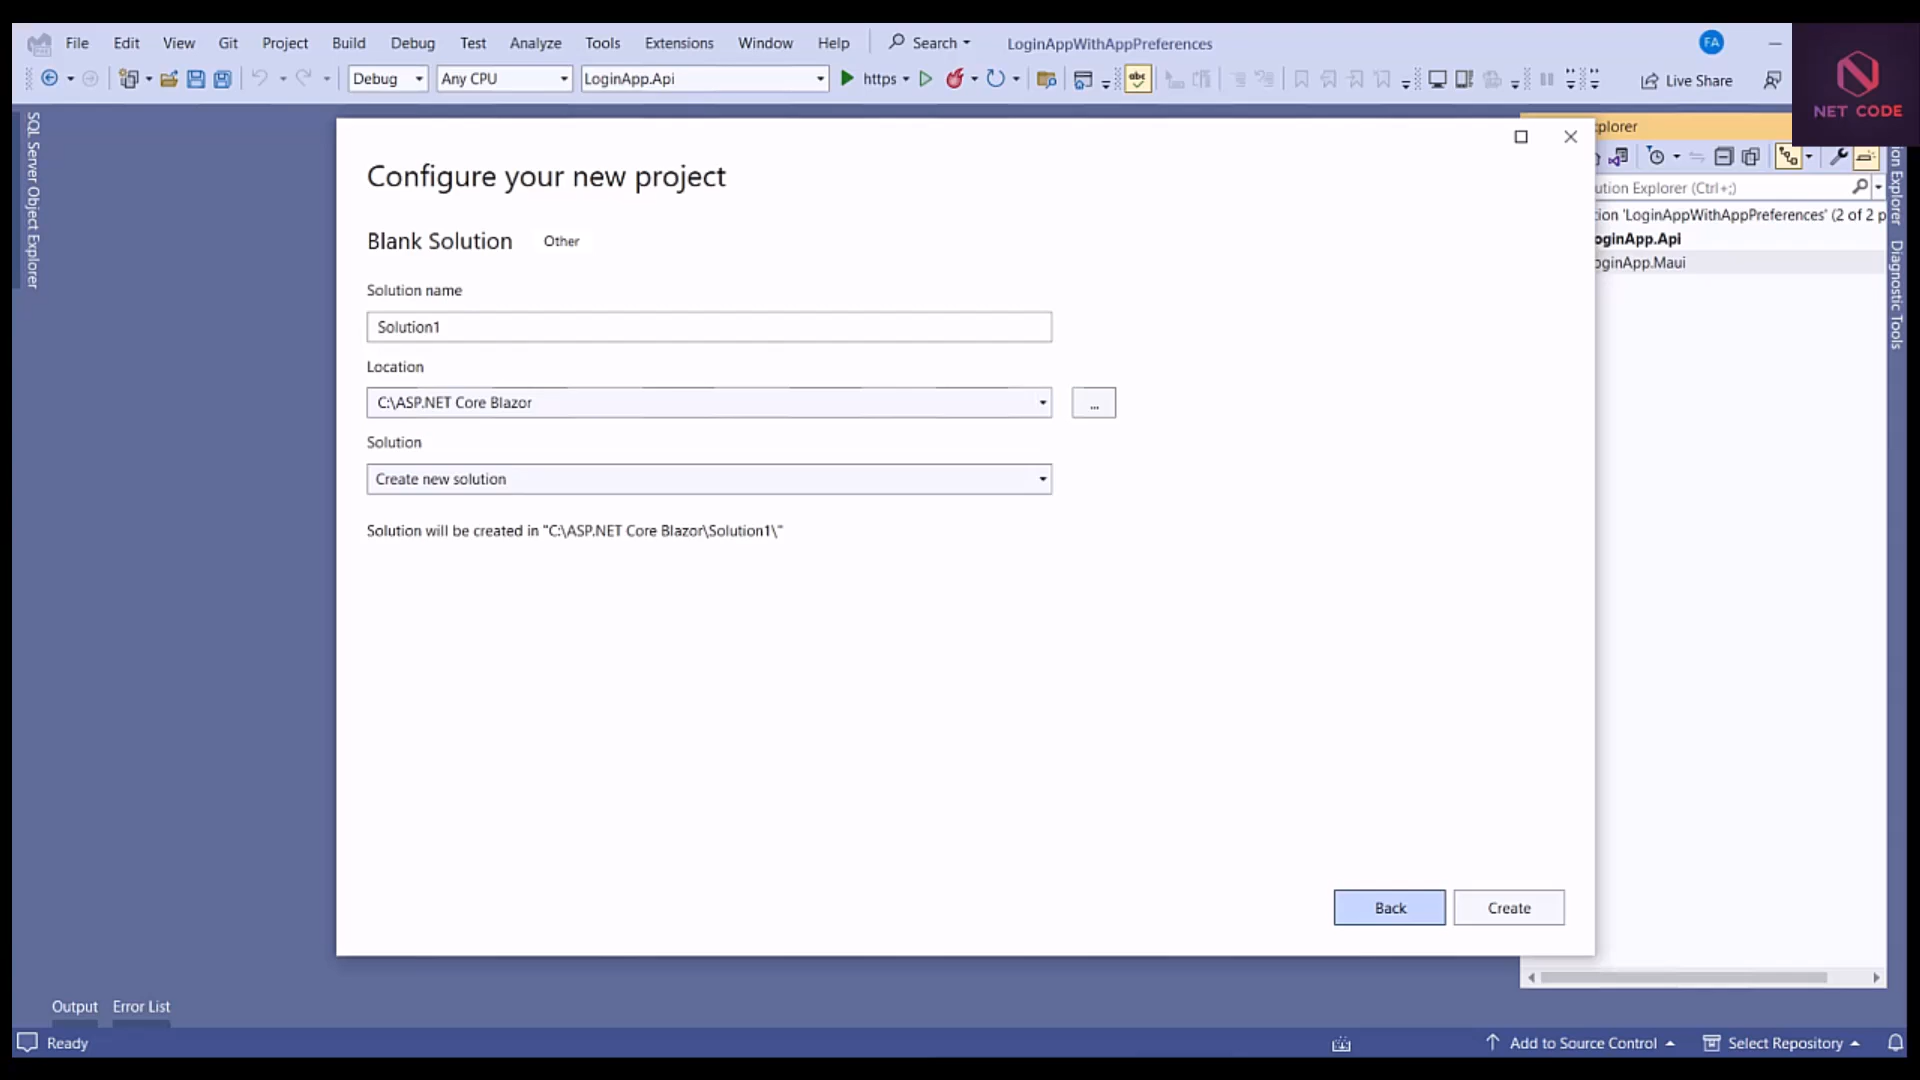 File Edit View Git Project Build Debug Test Analyze Tools Extensions Window Help Search LoginAppWithAppPreferences FA
Debug Any CPU LoginApp.Api https abc Live Share
NET CODE
SQL Server Object Explorer
Configure your new project
Blank Solution Other
Solution name
Solution1
Location
C:\ASP.NET Core Blazor
...
Solution
Create new solution
Solution will be created in "C:\ASP.NET Core Blazor\Solution1\"
Back Create
plorer
ution Explorer (Ctrl+;)
ion 'LoginAppWithAppPreferences' (2 of 2 p
oginApp.Api
oginApp.Maui
ion Explorer
Diagnostic Tools
Output Error List
Ready Add to Source Control Select Repository